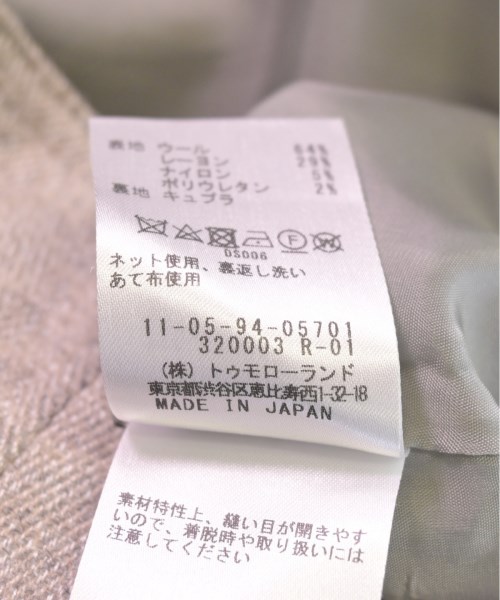 表地 ウール 64%
レーヨン 29%
ナイロン 5%
ポリウレタン 2%
裏地 キュプラ
F W
DS006
ネット使用、裏返し洗い
あて布使用
11-05-94-05701
320003 R-01
(株) トゥモローランド
東京都渋谷区恵比寿西1-32-18
MADE IN JAPAN
素材特性上、縫い目が開きやす
いので、着脱時や取り扱いには
注意してください